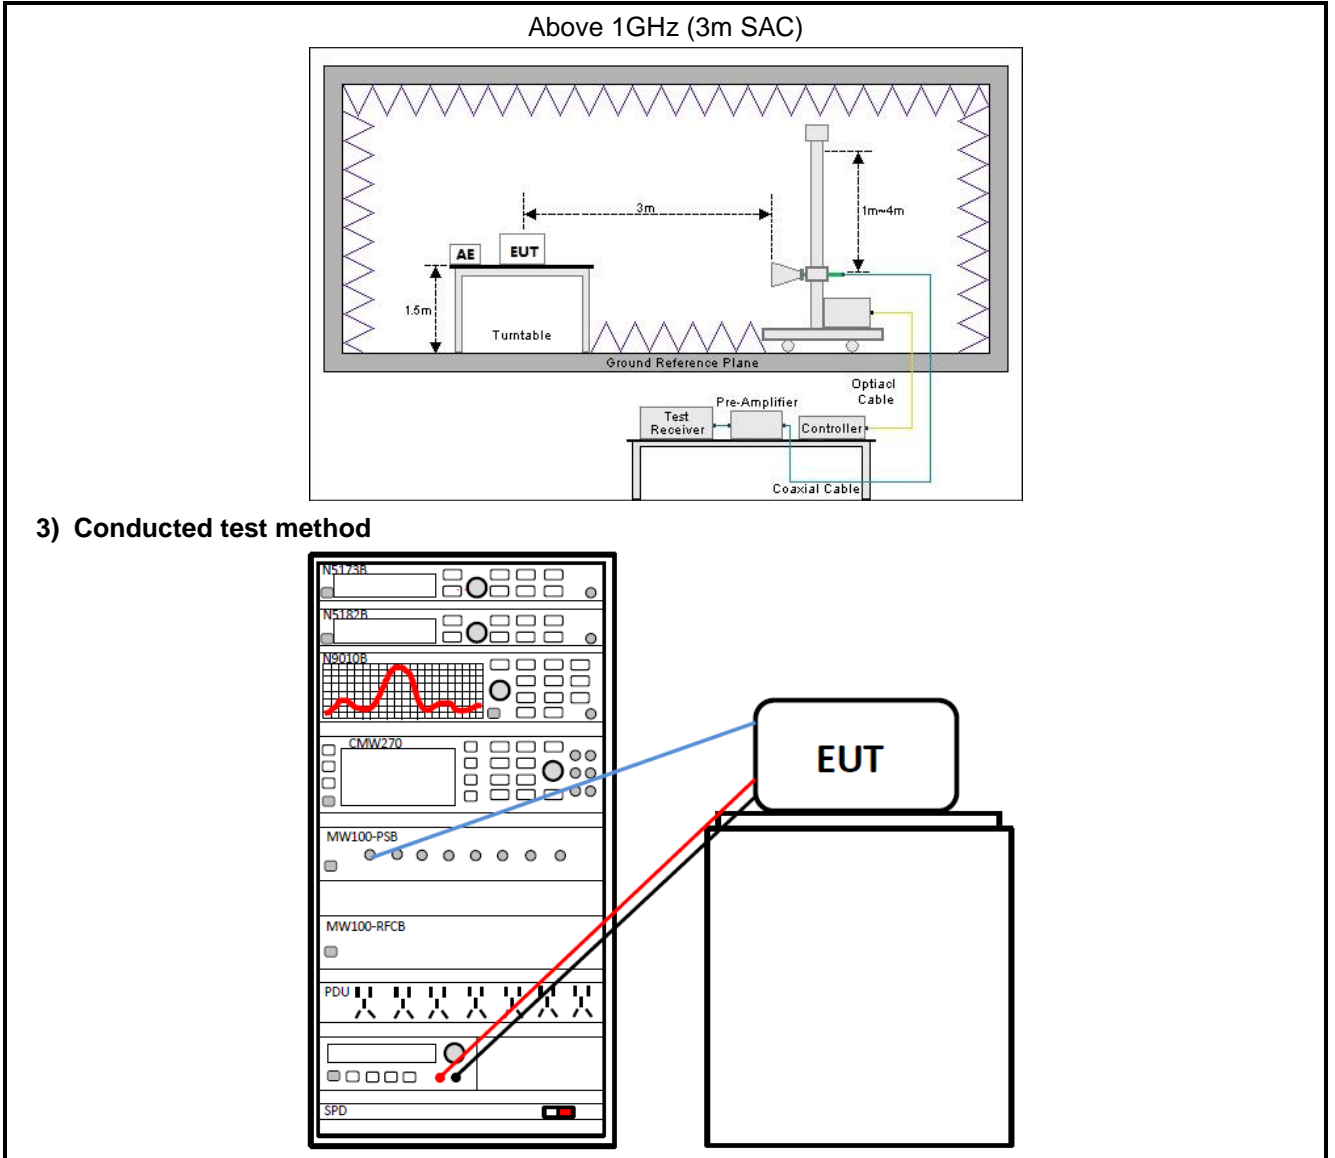 Above 1GHz (3m SAC)
3m
1m~4m
AE
EUT
1.5m
Turntable
Ground Reference Plane
Optiacl
Cable
Pre-Amplifier
Test
Receiver
Controller
Coaxial Cable
3) Conducted test method
N5173B
N5182B
N9010B
CMW270
EUT
MW100-PSB
MW100-RFCB
PDU
SPD